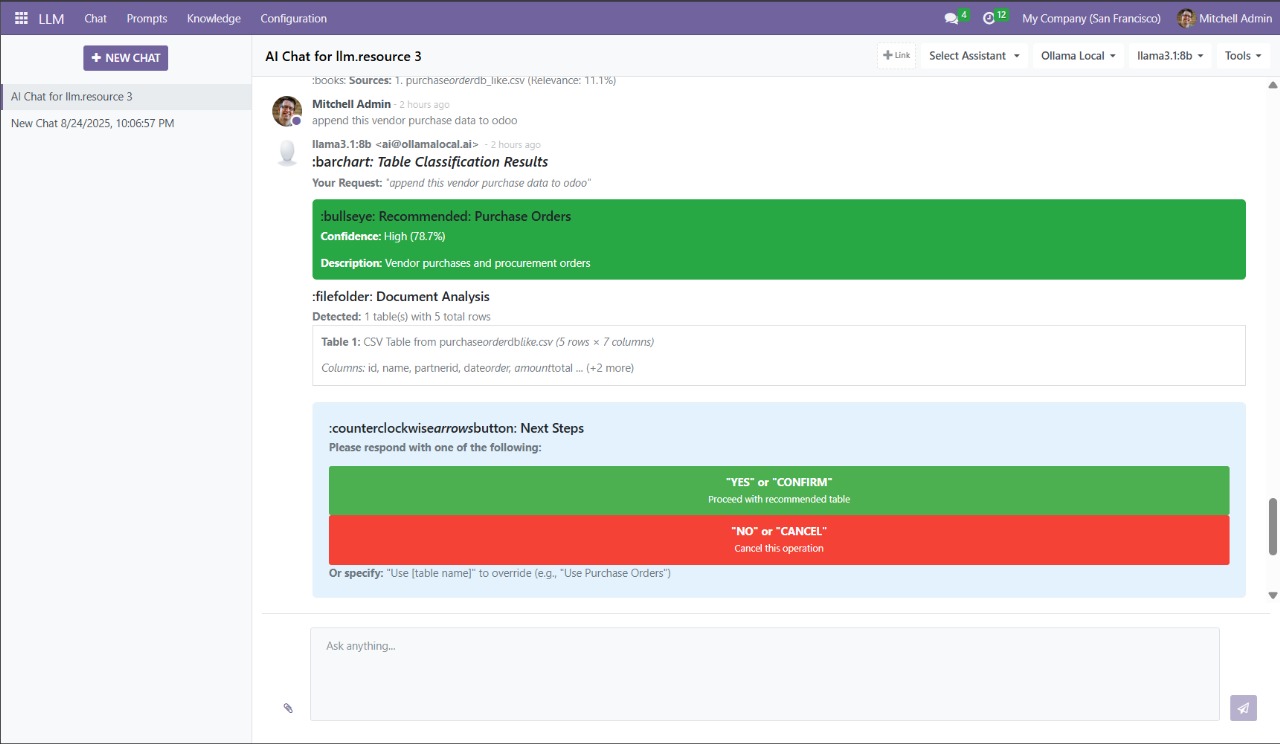 LLM Chat Prompts Knowledge Configuration 4 12 My Company (San Francisco) Mitchell Admin
+ NEW CHAT
AI Chat for llm.resource 3
New Chat 8/24/2025, 10:06:57 PM
AI Chat for llm.resource 3 + Link Select Assistant Ollama Local llama3.1:8b Tools
:books: Sources: 1. purchaseorderdb_like.csv (Relevance: 11.1%)
Mitchell Admin - 2 hours ago
append this vendor purchase data to odoo
llama3.1:8b <ai@ollamalocal.ai> - 2 hours ago
:barchart: Table Classification Results
Your Request: "append this vendor purchase data to odoo"
:bullseye: Recommended: Purchase Orders
Confidence: High (78.7%)
Description: Vendor purchases and procurement orders
:filefolder: Document Analysis
Detected: 1 table(s) with 5 total rows
Table 1: CSV Table from purchaseorderdblike.csv (5 rows × 7 columns)
Columns: id, name, partnerid, dateorder, amounttotal ... (+2 more)
:counterclockwisearrowsbutton: Next Steps
Please respond with one of the following:
"YES" or "CONFIRM"
Proceed with recommended table
"NO" or "CANCEL"
Cancel this operation
Or specify: "Use [table name]" to override (e.g., "Use Purchase Orders")
Ask anything...